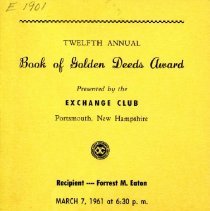 E 1901
TWELFTH ANNUAL
Book of Golden Deeds Award
Presented by the
EXCHANGE CLUB
Portsmouth, New Hampshire
Recipient ---- Forrest M. Eaton
MARCH 7, 1961 at 6:30 p. m.